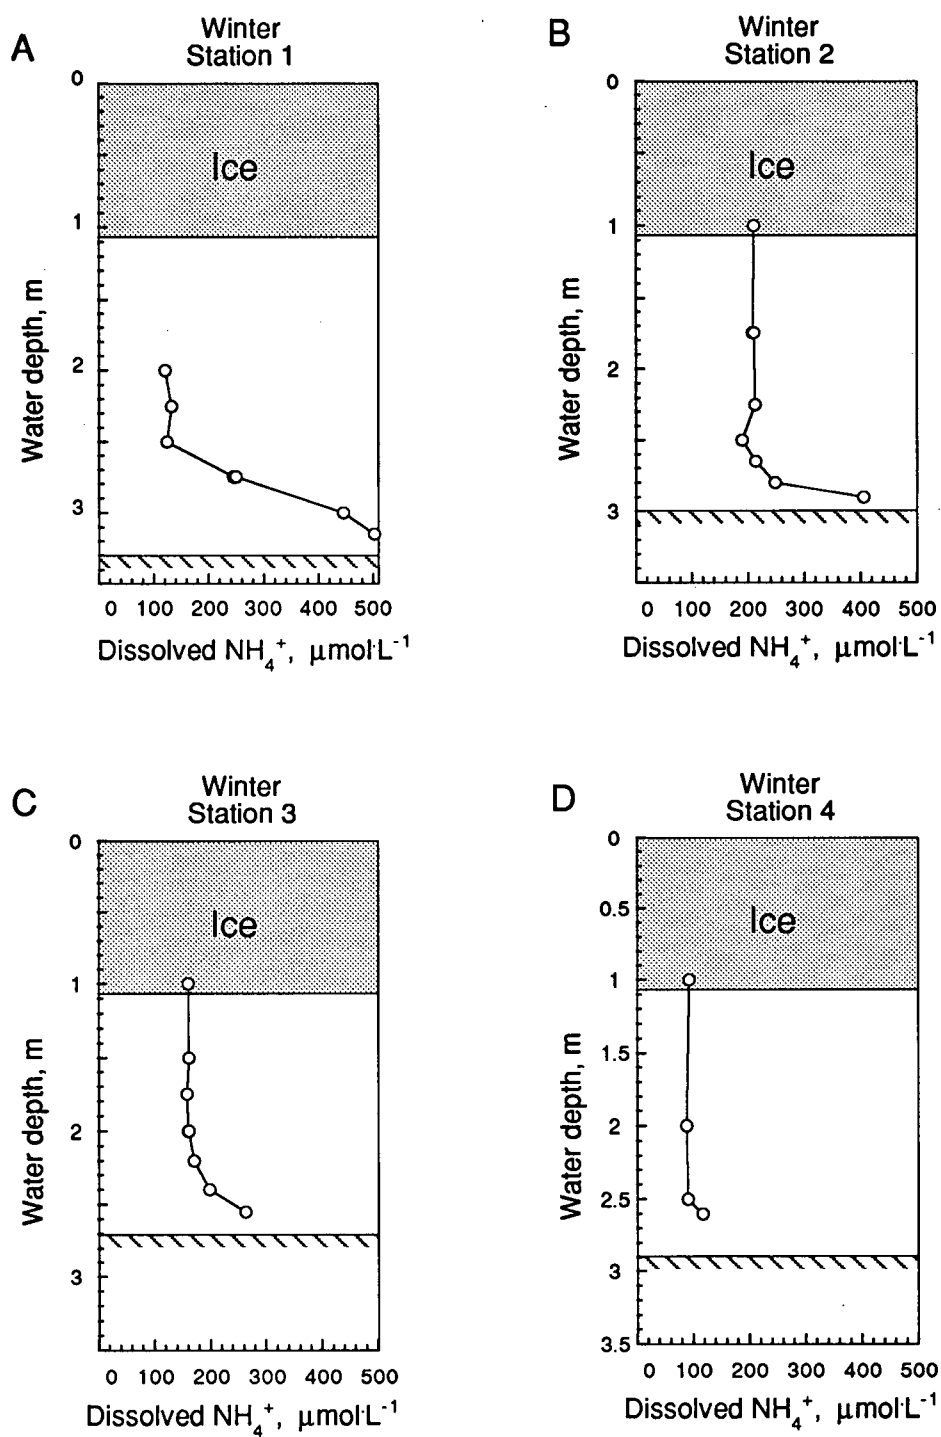 A
Winter
Station 1
0
Ice
1
2
3
Water depth, m
0 100 200 300 400 500
Dissolved NH₄⁺, μmol·L⁻¹
B
Winter
Station 2
0
Ice
1
2
3
Water depth, m
0 100 200 300 400 500
Dissolved NH₄⁺, μmol·L⁻¹
C
Winter
Station 3
0
Ice
1
2
3
Water depth, m
0 100 200 300 400 500
Dissolved NH₄⁺, μmol·L⁻¹
D
Winter
Station 4
0
0.5
Ice
1
1.5
2
2.5
3
3.5
Water depth, m
0 100 200 300 400 500
Dissolved NH₄⁺, μmol·L⁻¹